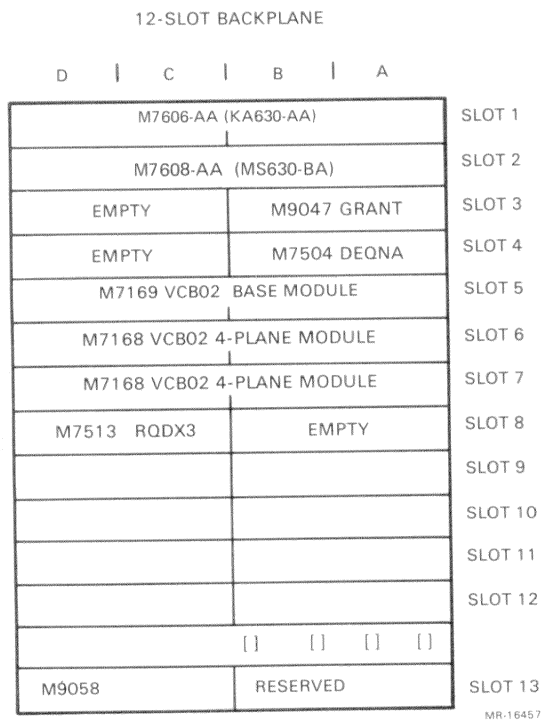 12-SLOT BACKPLANE
D | C | B | A
M7606-AA (KA630-AA) SLOT 1
M7608-AA (MS630-BA) SLOT 2
EMPTY M9047 GRANT SLOT 3
EMPTY M7504 DEQNA SLOT 4
M7169 VCB02 BASE MODULE SLOT 5
M7168 VCB02 4-PLANE MODULE SLOT 6
M7168 VCB02 4-PLANE MODULE SLOT 7
M7513 RQDX3 EMPTY SLOT 8
SLOT 9
SLOT 10
SLOT 11
SLOT 12
[ ] [ ] [ ] [ ]
M9058 RESERVED SLOT 13
MR-16457